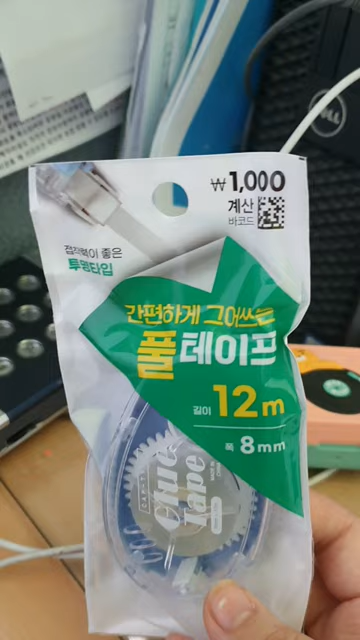 ₩1,000
계산
바코드
접착력이 좋은
투명타입
간편하게 그어쓰는
풀테이프
길이 12m
폭 8mm
Glue
Tape
DELL